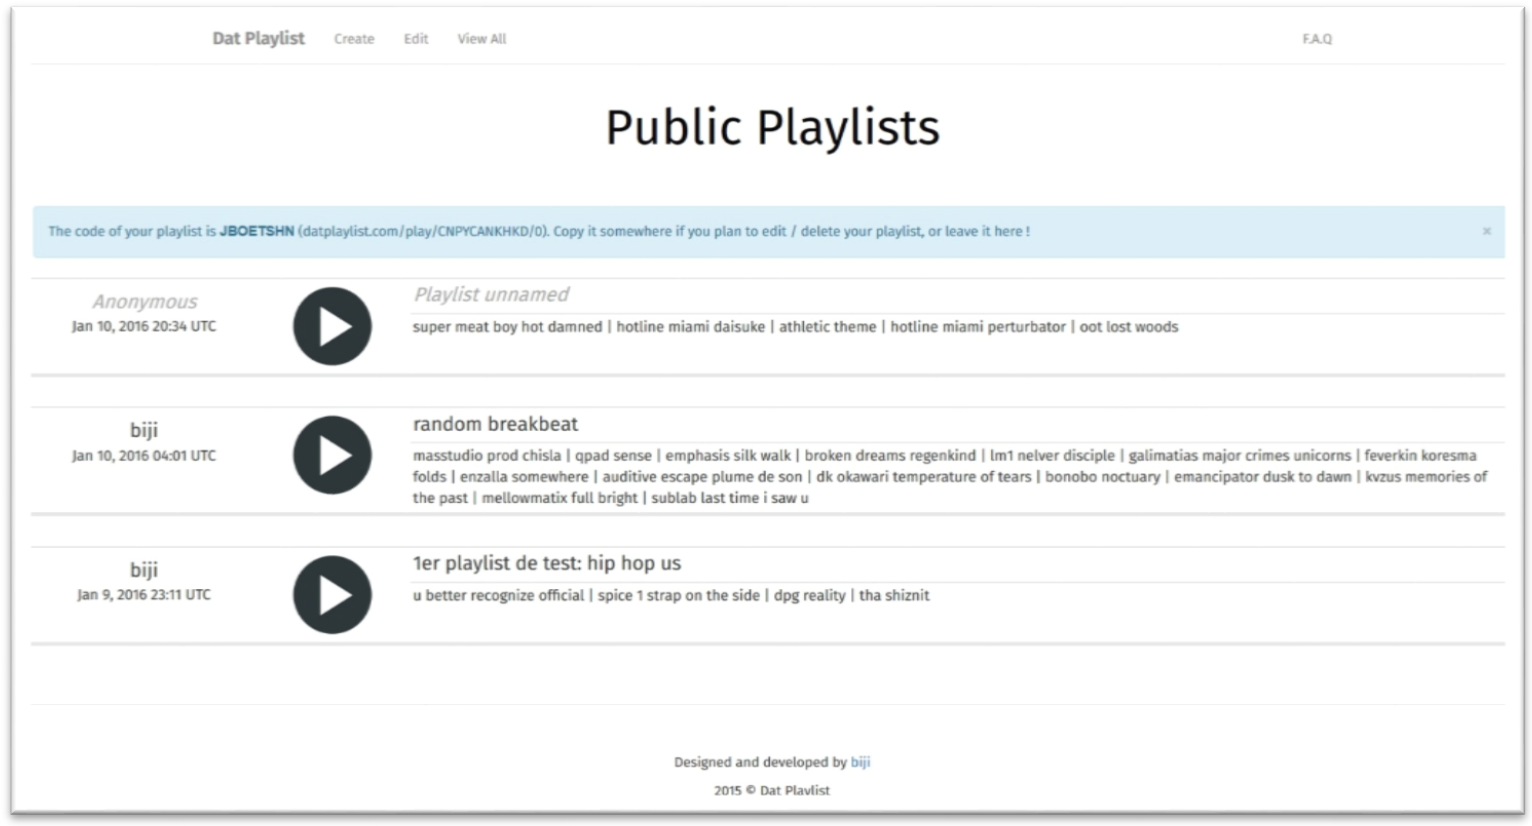 Dat Playlist Create Edit View All F.A.Q
Public Playlists
The code of your playlist is JBOETSHN (datplaylist.com/play/CNPYCANKHKD/0). Copy it somewhere if you plan to edit / delete your playlist, or leave it here ! ×
Anonymous
Jan 10, 2016 20:34 UTC
Playlist unnamed
super meat boy hot damned | hotline miami daisuke | athletic theme | hotline miami perturbator | oot lost woods
biji
Jan 10, 2016 04:01 UTC
random breakbeat
masstudio prod chisla | qpad sense | emphasis silk walk | broken dreams regenkind | lm1 nelver disciple | galimatias major crimes unicorns | feverkin koresma
folds | enzalla somewhere | auditive escape plume de son | dk okawari temperature of tears | bonobo noctuary | emancipator dusk to dawn | kvzus memories of
the past | mellowmatix full bright | sublab last time i saw u
biji
Jan 9, 2016 23:11 UTC
1er playlist de test: hip hop us
u better recognize official | spice 1 strap on the side | dpg reality | tha shiznit
Designed and developed by biji
2015 © Dat Playlist